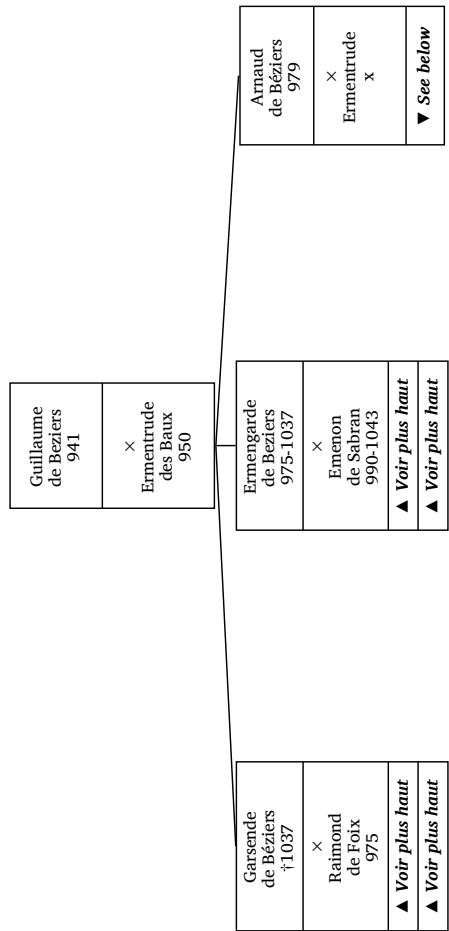 Guillaume
de Beziers
941
×
Ermentrude
des Baux
950
Garsende
de Béziers
†1037
×
Raimond
de Foix
975
▲ Voir plus haut
▲ Voir plus haut
Ermengarde
de Beziers
975-1037
×
Emenon
de Sabran
990-1043
▲ Voir plus haut
▲ Voir plus haut
Arnaud
de Béziers
979
×
Ermentrude
x
▼ See below